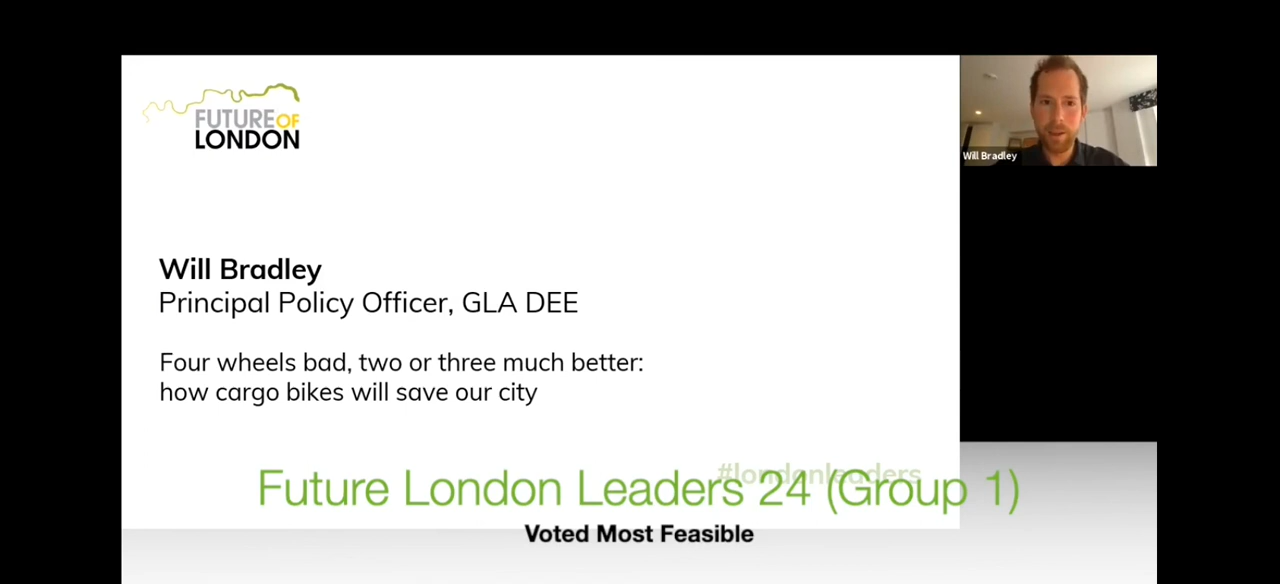 FUTURE OF
LONDON
Will Bradley
Will Bradley
Principal Policy Officer, GLA DEE
Four wheels bad, two or three much better:
how cargo bikes will save our city
#londonleaders
Future London Leaders 24 (Group 1)
Voted Most Feasible